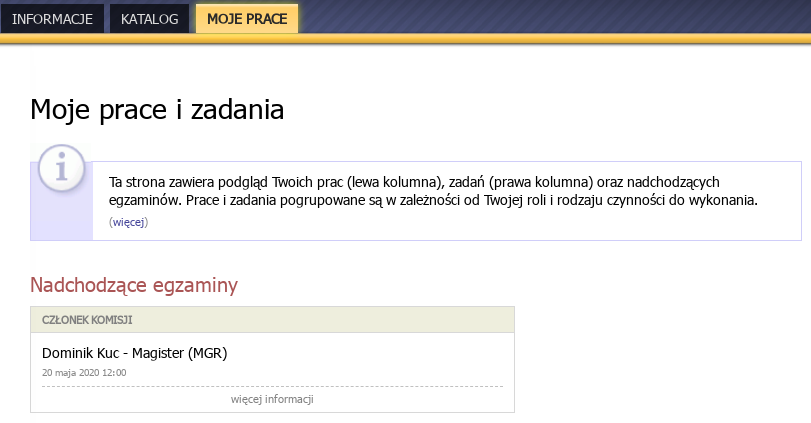 INFORMACJE KATALOG MOJE PRACE
Moje prace i zadania
Ta strona zawiera podgląd Twoich prac (lewa kolumna), zadań (prawa kolumna) oraz nadchodzących
egzaminów. Prace i zadania pogrupowane są w zależności od Twojej roli i rodzaju czynności do wykonania.
(więcej)
Nadchodzące egzaminy
CZŁONEK KOMISJI
Dominik Kuc - Magister (MGR)
20 maja 2020 12:00
więcej informacji